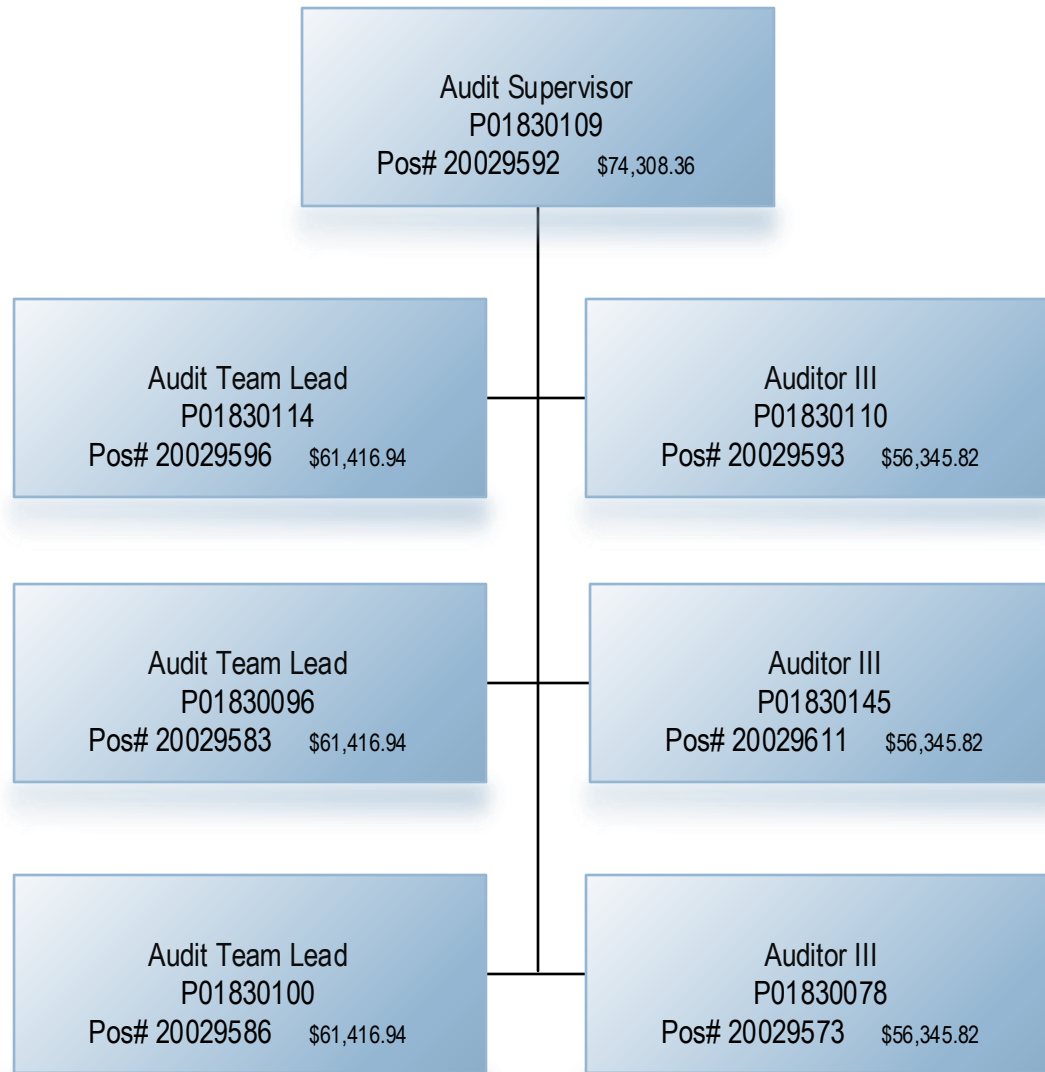 Audit Supervisor
P01830109
Pos# 20029592 $74,308.36
Audit Team Lead
P01830114
Pos# 20029596 $61,416.94
Auditor III
P01830110
Pos# 20029593 $56,345.82
Audit Team Lead
P01830096
Pos# 20029583 $61,416.94
Auditor III
P01830145
Pos# 20029611 $56,345.82
Audit Team Lead
P01830100
Pos# 20029586 $61,416.94
Auditor III
P01830078
Pos# 20029573 $56,345.82